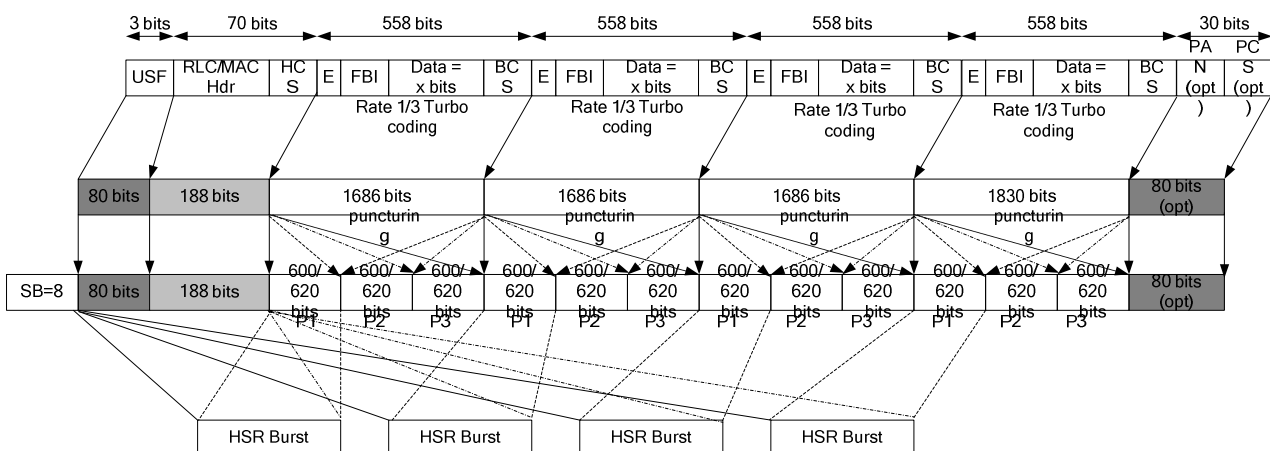 3 bits 70 bits 558 bits 558 bits 558 bits 558 bits 30 bits
USF RLC/MAC Hdr HC S E FBI Data = x bits BC S E FBI Data = x bits BC S E FBI Data = x bits BC S E FBI Data = x bits BC S PA N (opt ) PC S (opt )
Rate 1/3 Turbo coding Rate 1/3 Turbo coding Rate 1/3 Turbo coding Rate 1/3 Turbo coding
80 bits 188 bits 1686 bits puncturin g 1686 bits puncturin g 1686 bits puncturin g 1830 bits puncturin g 80 bits (opt)
SB=8 80 bits 188 bits 600/ 620 bits P1 600/ 620 bits P2 600/ 620 bits P3 600/ 620 bits P1 600/ 620 bits P2 600/ 620 bits P3 600/ 620 bits P1 600/ 620 bits P2 600/ 620 bits P3 600/ 620 bits P1 600/ 620 bits P2 600/ 620 bits P3 80 bits (opt)
HSR Burst HSR Burst HSR Burst HSR Burst